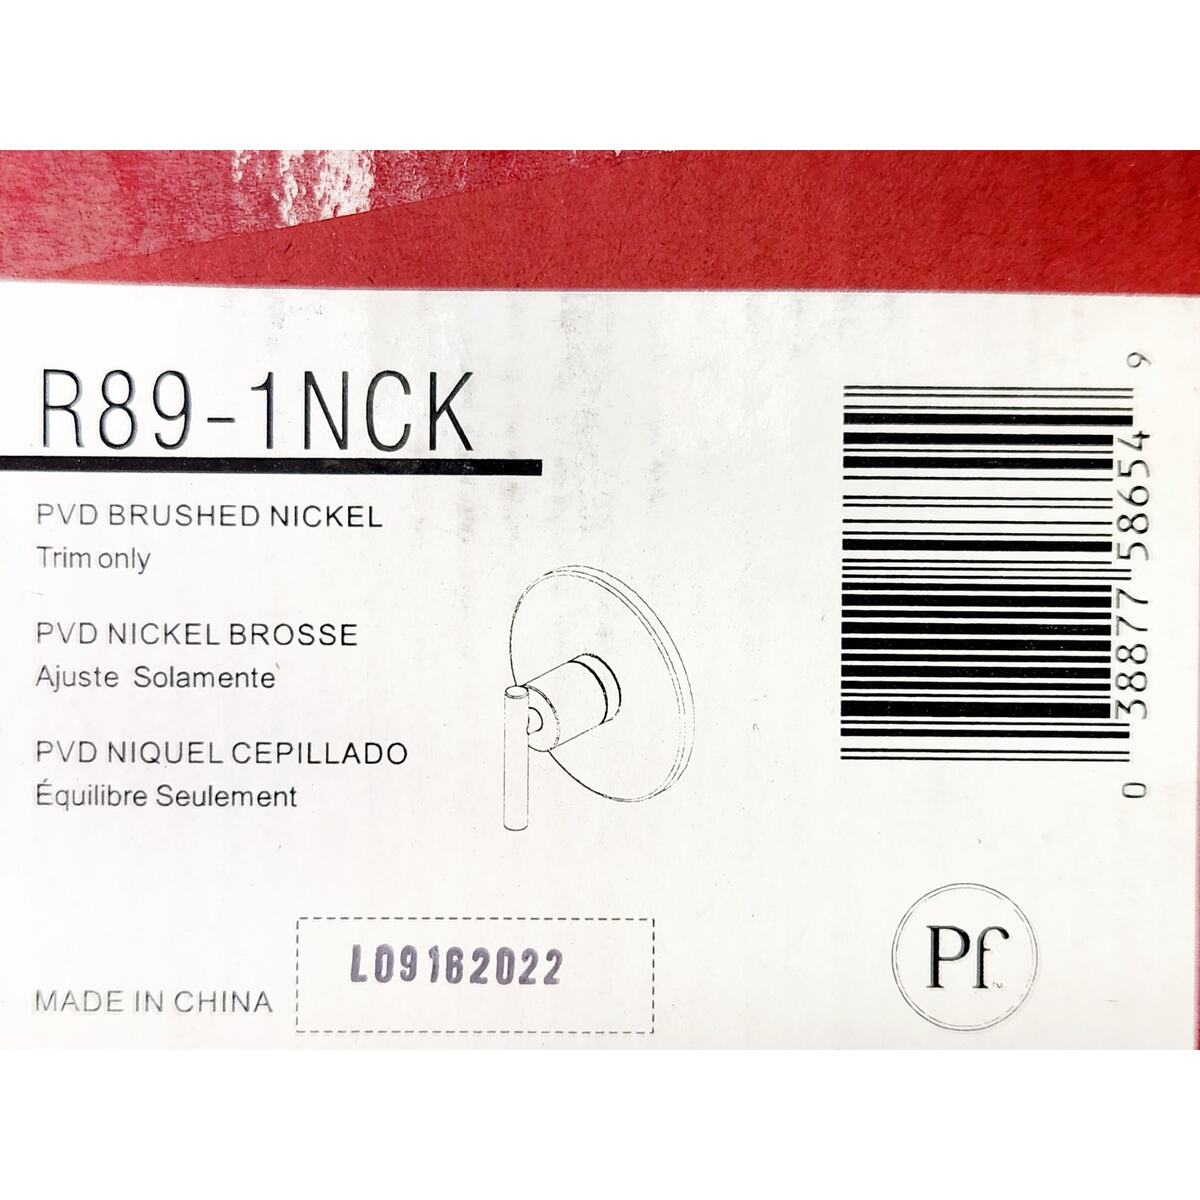 R89-1NCK
PVD BRUSHED NICKEL
Trim only
PVD NICKEL BROSSE
Ajuste Solamente
PVD NIQUEL CEPILLADO
Équilibre Seulement
MADE IN CHINA
L09162022
0 38877 58654 9
Pf™